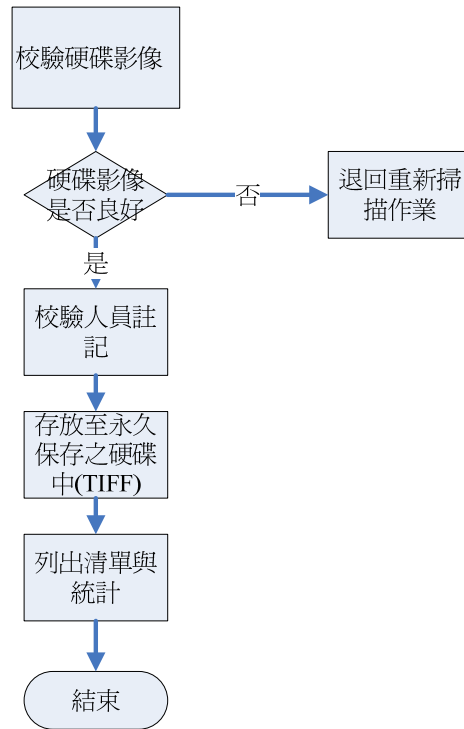 校驗硬碟影像
硬碟影像
是否良好
否
退回重新掃
描作業
是
校驗人員註
記
存放至永久
保存之硬碟
中(TIFF)
列出清單與
統計
結束